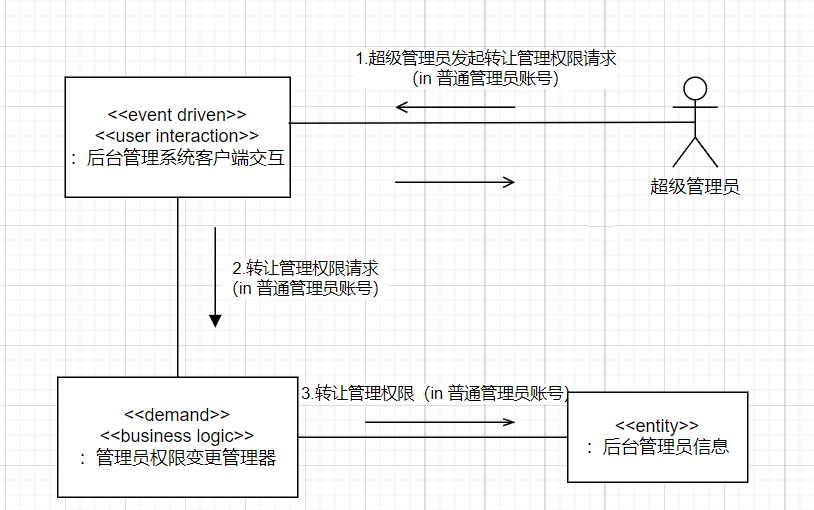 1.超级管理员发起转让管理权限请求
（in 普通管理员账号）
<<event driven>>
<<user interaction>>
：后台管理系统客户端交互
超级管理员
2.转让管理权限请求
（in 普通管理员账号）
3.转让管理权限（in 普通管理员账号）
<<demand>>
<<business logic>>
：管理员权限变更管理器
<<entity>>
：后台管理员信息